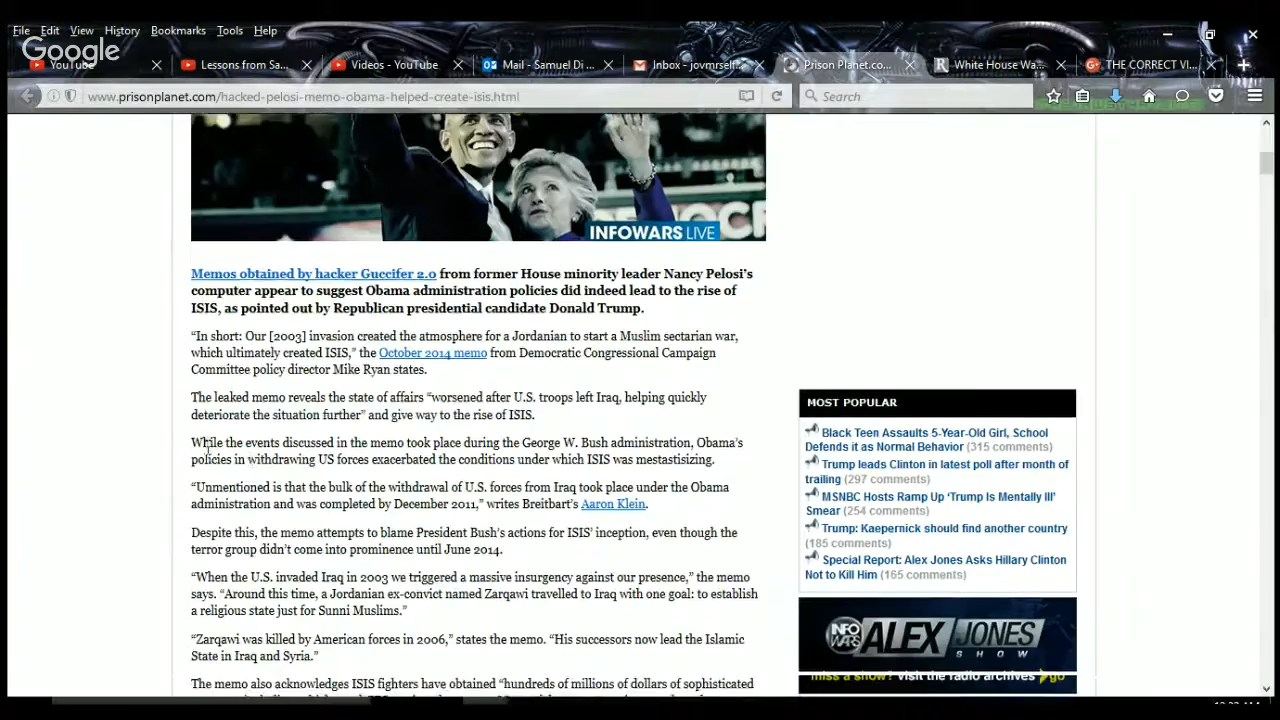 File Edit View History Bookmarks Tools Help
Google
YouTube
Lessons from Sa...
Videos - YouTube
Mail - Samuel Di ...
Inbox - jovmrself...
Prison Planet.co...
White House Wa...
THE CORRECT VI...
www.prisonplanet.com/hacked-pelosi-memo-obama-helped-create-isis.html
Search
INFOWARS LIVE
Memos obtained by hacker Guccifer 2.0 from former House minority leader Nancy Pelosi's
computer appear to suggest Obama administration policies did indeed lead to the rise of
ISIS, as pointed out by Republican presidential candidate Donald Trump.
“In short: Our [2003] invasion created the atmosphere for a Jordanian to start a Muslim sectarian war,
which ultimately created ISIS,” the October 2014 memo from Democratic Congressional Campaign
Committee policy director Mike Ryan states.
The leaked memo reveals the state of affairs “worsened after U.S. troops left Iraq, helping quickly
deteriorate the situation further” and give way to the rise of ISIS.
While the events discussed in the memo took place during the George W. Bush administration, Obama's
policies in withdrawing US forces exacerbated the conditions under which ISIS was mestastisizing.
“Unmentioned is that the bulk of the withdrawal of U.S. forces from Iraq took place under the Obama
administration and was completed by December 2011,” writes Breitbart's Aaron Klein.
Despite this, the memo attempts to blame President Bush's actions for ISIS' inception, even though the
terror group didn't come into prominence until June 2014.
“When the U.S. invaded Iraq in 2003 we triggered a massive insurgency against our presence,” the memo
says. “Around this time, a Jordanian ex-convict named Zarqawi travelled to Iraq with one goal: to establish
a religious state just for Sunni Muslims.”
“Zarqawi was killed by American forces in 2006,” states the memo. “His successors now lead the Islamic
State in Iraq and Syria.”
The memo also acknowledges ISIS fighters have obtained “hundreds of millions of dollars of sophisticated
MOST POPULAR
Black Teen Assaults 5-Year-Old Girl, School
Defends it as Normal Behavior (315 comments)
Trump leads Clinton in latest poll after month of
trailing (297 comments)
MSNBC Hosts Ramp Up 'Trump Is Mentally Ill'
Smear (254 comments)
Trump: Kaepernick should find another country
(185 comments)
Special Report: Alex Jones Asks Hillary Clinton
Not to Kill Him (165 comments)
INFO WARS ALEX JONES
SHOW
miss a show? visit the radio archives go